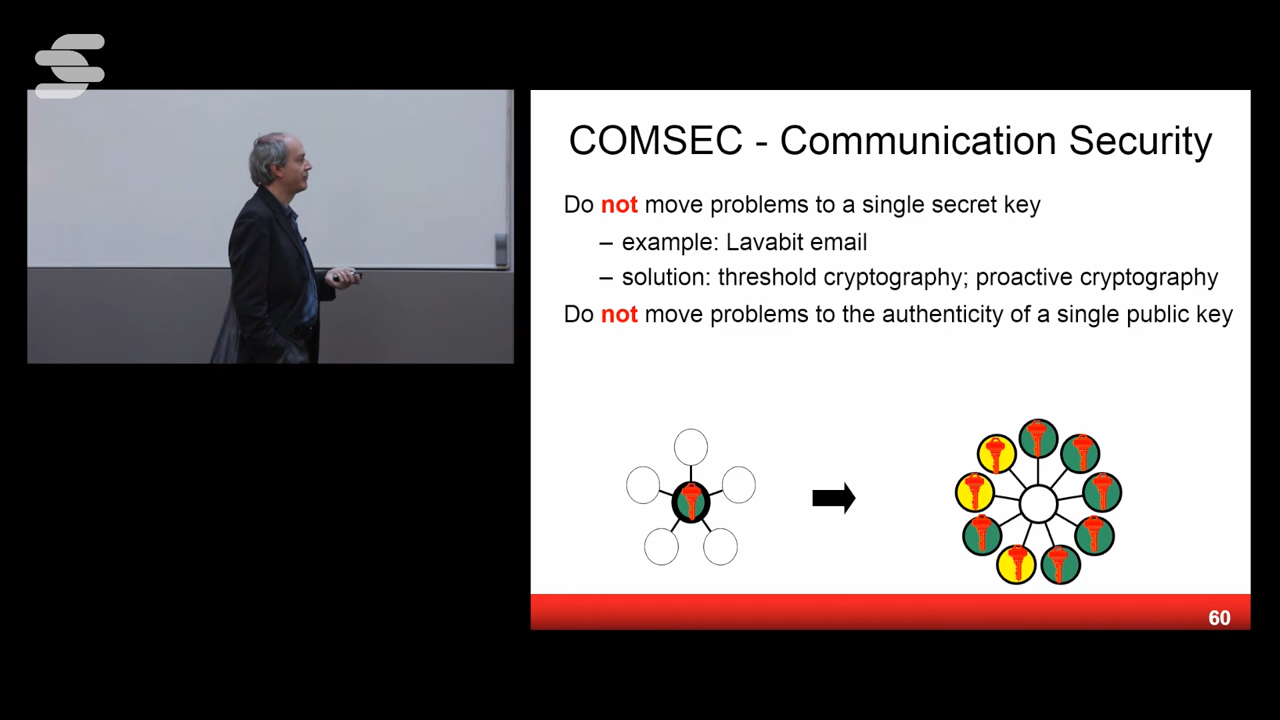 COMSEC - Communication Security
Do not move problems to a single secret key
– example: Lavabit email
– solution: threshold cryptography; proactive cryptography
Do not move problems to the authenticity of a single public key
60